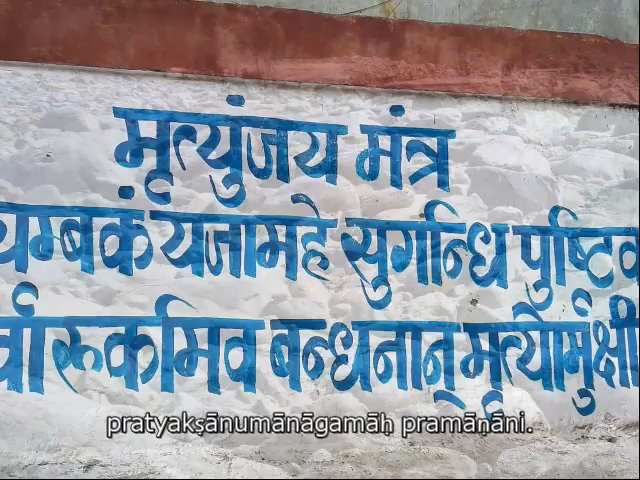 मृत्युंजय मंत्र
यम्बकं यजामहे सुगन्धि पुष्टिव
र्वारुकमिव बन्धनान् मृत्योर्मुक्षी
pratyakṣānumānāgamāḥ pramāṇāni.